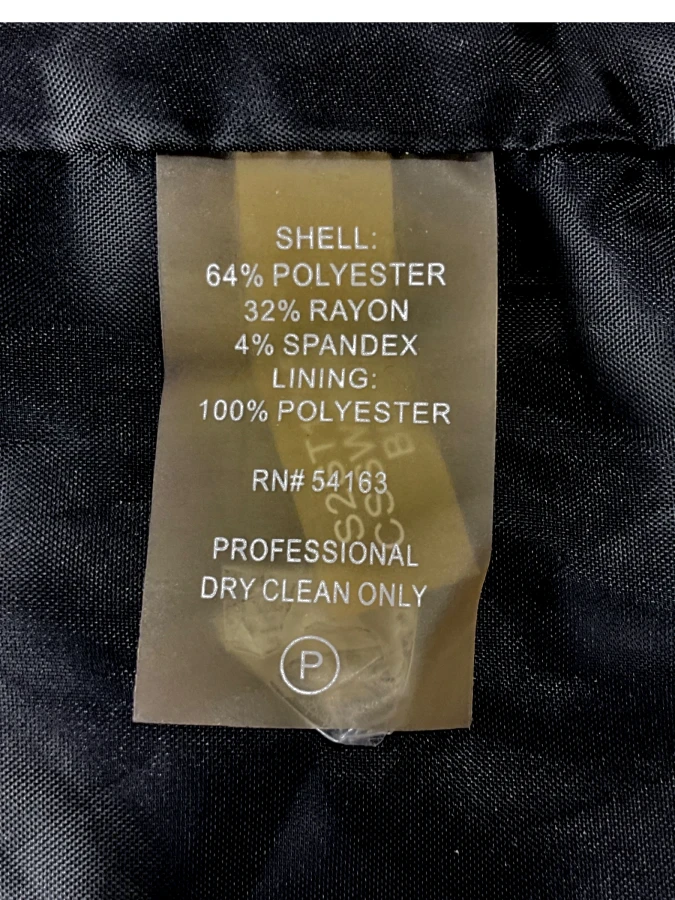 SHELL:
64% POLYESTER
32% RAYON
4% SPANDEX
LINING:
100% POLYESTER
RN# 54163
PROFESSIONAL
DRY CLEAN ONLY
P